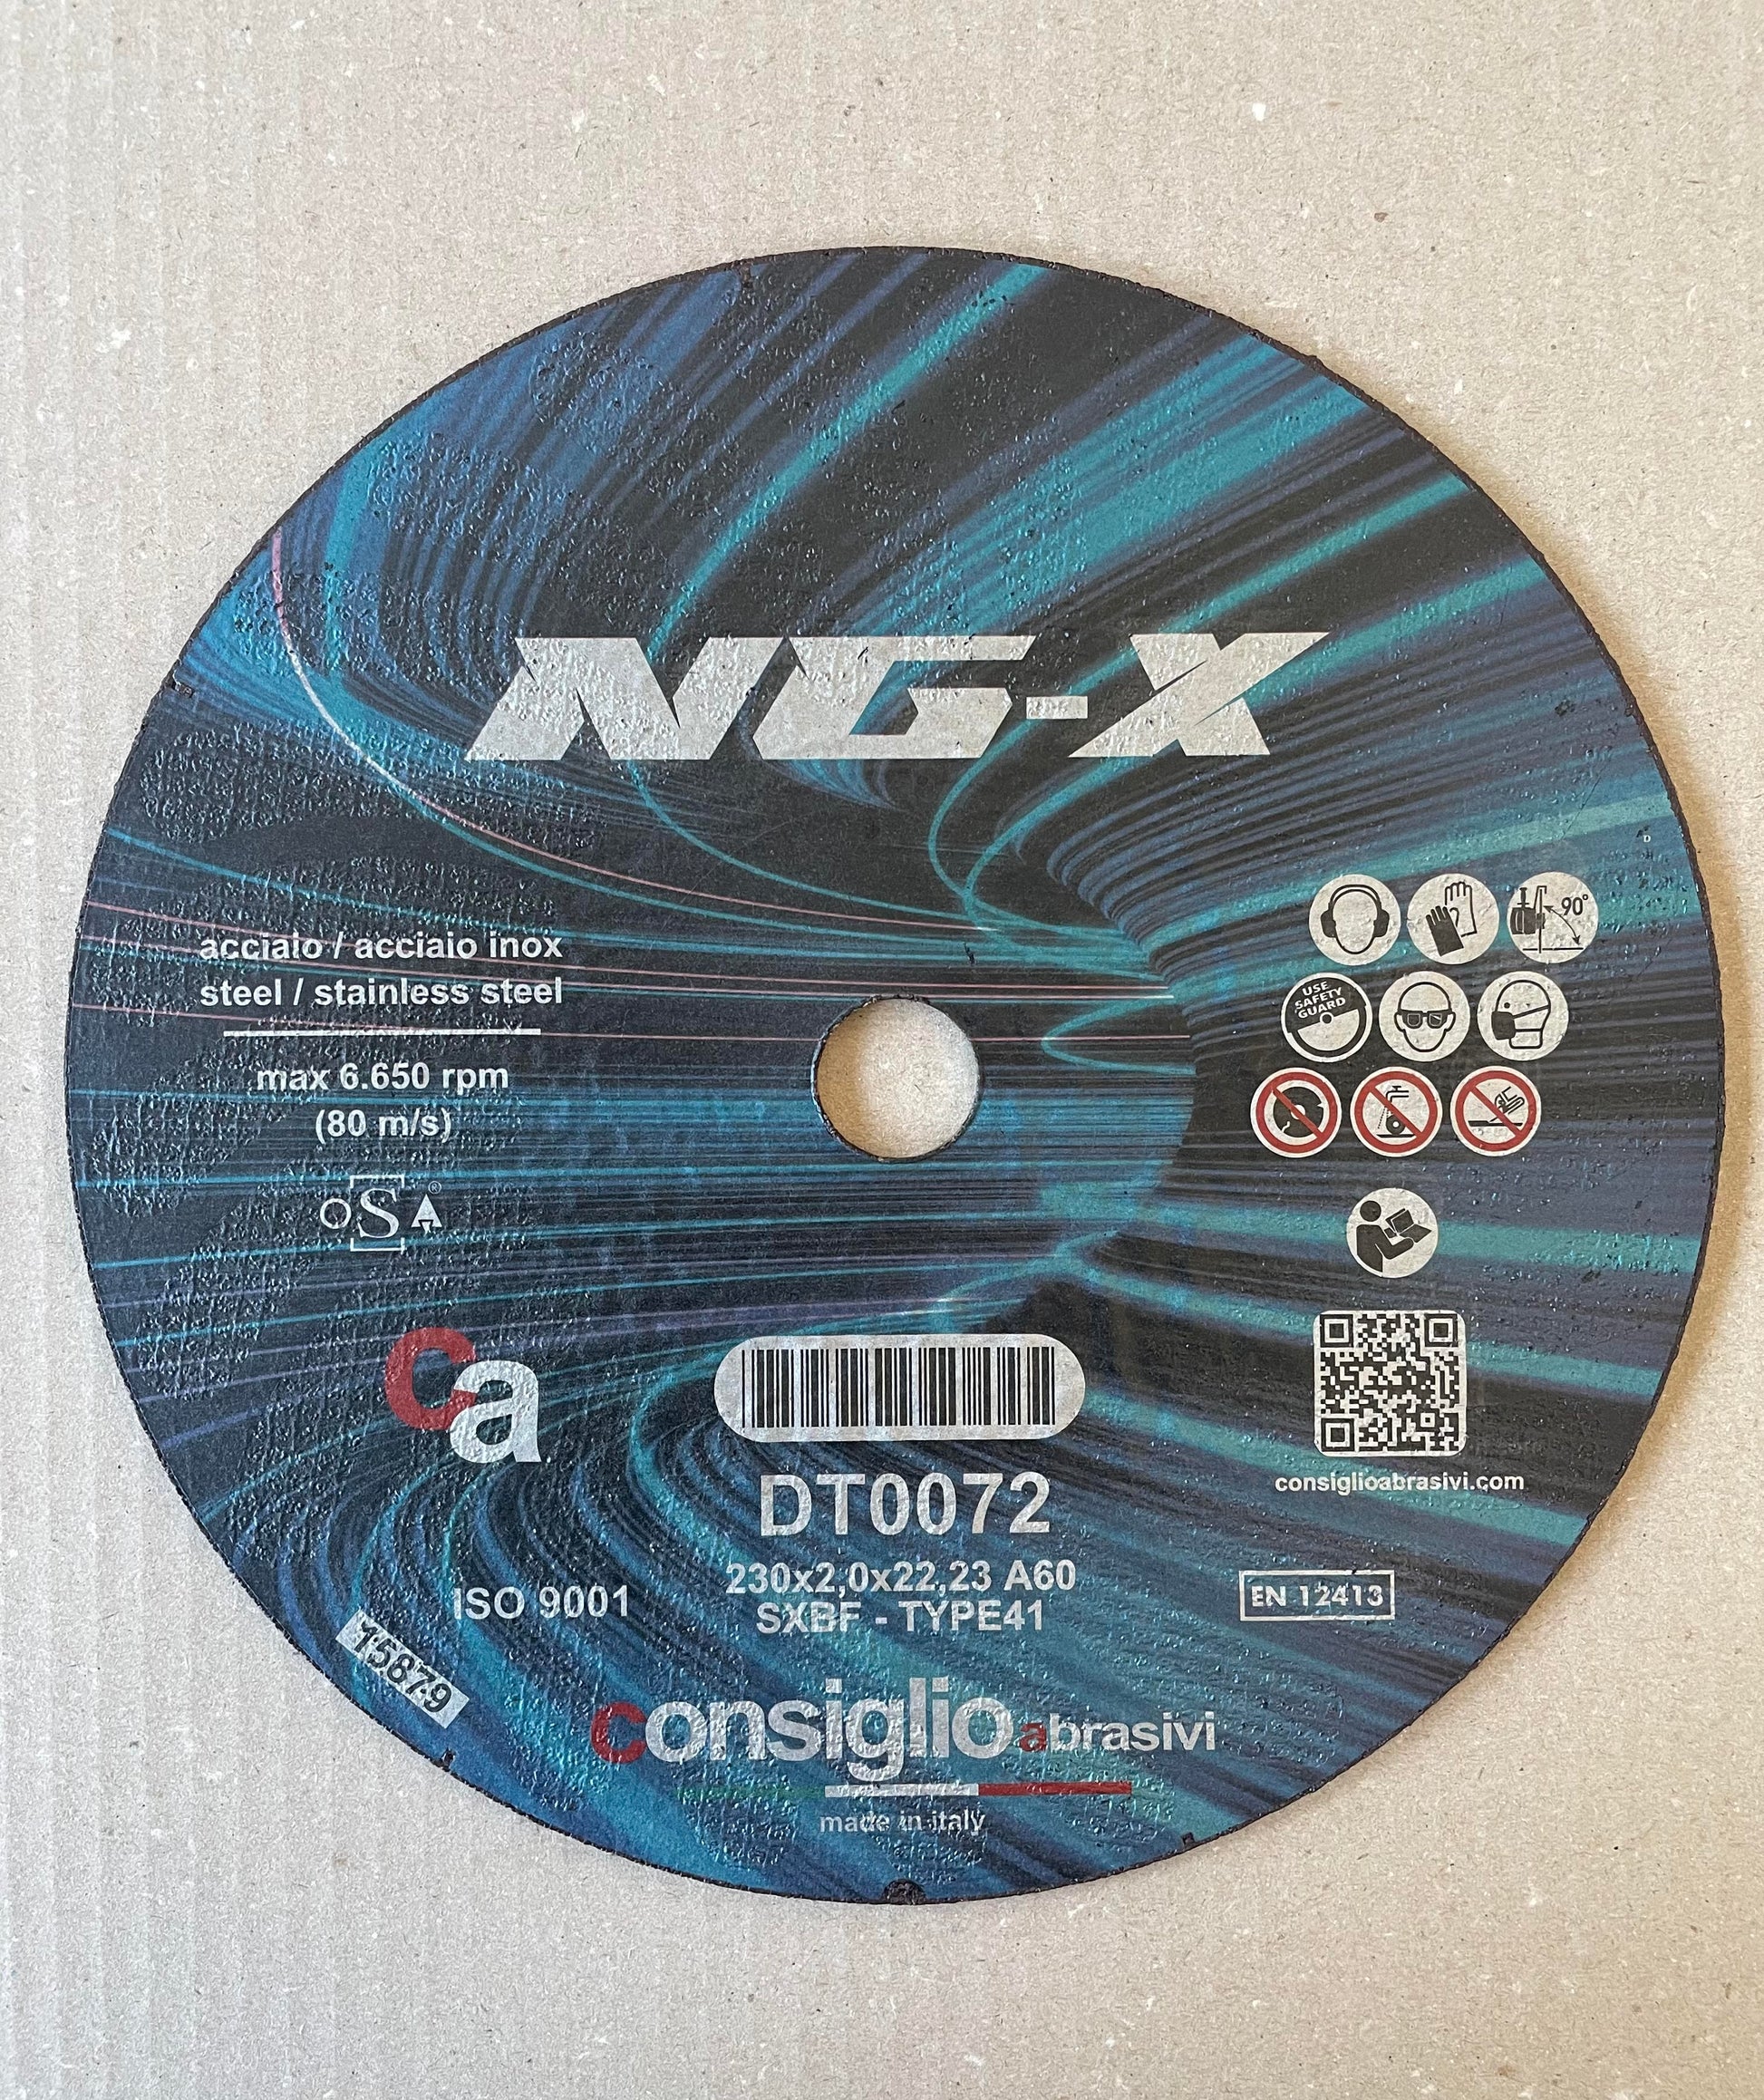 NG-X
acciaio / acciaio inox
steel / stainless steel
max 6.650 rpm
(80 m/s)
OSA®
90°
USE
SAFETY
GUARD
ca
DT0072
230x2,0x22,23 A60
SXBF - TYPE41
ISO 9001
15879
consiglioabrasivi.com
EN 12413
consiglio abrasivi
made in italy